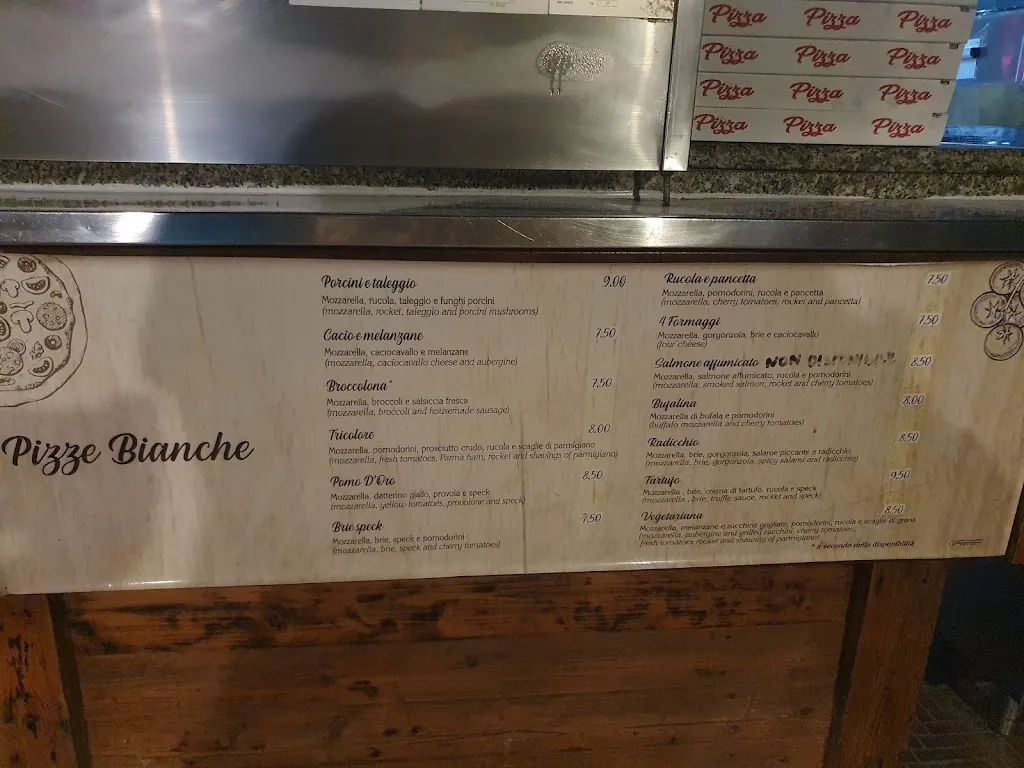 Pizza Pizza Pizza
Pizza Pizza Pizza
Pizza Pizza Pizza
Pizza Pizza Pizza
Pizze Bianche
Porcini e taleggio 9,00
Mozzarella, rucola, taleggio e funghi porcini
(mozzarella, rocket, taleggio and porcini mushrooms)
Cacio e melanzane 7,50
Mozzarella, caciocavallo e melanzane
(mozzarella, caciocavallo cheese and aubergine)
Broccolona* 7,50
Mozzarella, broccoli e salsiccia fresca
(mozzarella, broccoli and housemade sausage)
Tricolore 8,00
Mozzarella, pomodorini, prosciutto crudo, rucola e scaglie di parmigiano
(mozzarella, fresh tomatoes, Parma ham, rocket and shavings of parmigiano)
Pomo D'Oro 8,50
Mozzarella, datterino giallo, provola e speck
(mozzarella, yellow tomatoes, provolone and speck)
Brie speck 7,50
Mozzarella, brie, speck e pomodorini
(mozzarella, brie, speck and cherry tomatoes)
Rucola e pancetta 7,50
Mozzarella, pomodorini, rucola e pancetta
(mozzarella, cherry tomatoes, rocket and pancetta)
4 Formaggi 7,50
Mozzarella, gorgonzola, brie e caciocavallo
(four cheese)
Salmone affumicato NON 8,50
Mozzarella, salmone affumicato, rucola e pomodorini
(mozzarella, smoked salmon, rocket and cherry tomatoes)
Bufalina 8,00
Mozzarella di bufala e pomodorini
(buffalo mozzarella and cherry tomatoes)
Radicchio 8,50
Mozzarella, brie, gorgonzola, salame piccante e radicchio
(mozzarella, brie, gorgonzola, spicy salami and radicchio)
Tartufo 9,50
Mozzarella , brie, crema di tartufo, rucola e speck
(mozzarella , brie, truffle sauce, rocket and speck)
Vegetariana 8,50
Mozzarella, melanzane e zucchine grigliate, pomodorini, rucola e scaglie di grana
(mozzarella, aubergine and grilled zucchini, cherry tomatoes,
fresh tomatoes rocket and shaving of parmigiano)
* a secondo della disponibilità